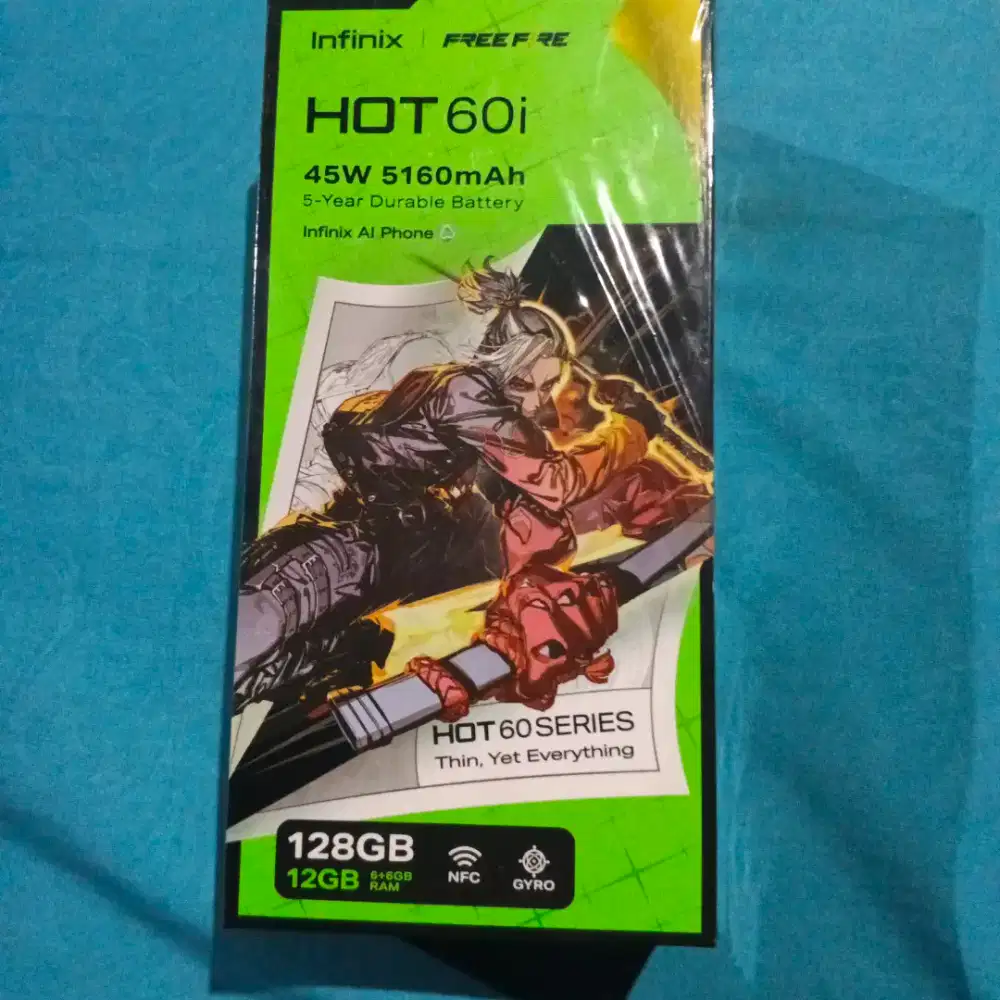 Infinix | FREE FIRE
HOT 60i
45W 5160mAh
5-Year Durable Battery
Infinix AI Phone
HOT 60 SERIES
Thin, Yet Everything
128GB
12GB 6+6GB RAM
NFC
GYRO